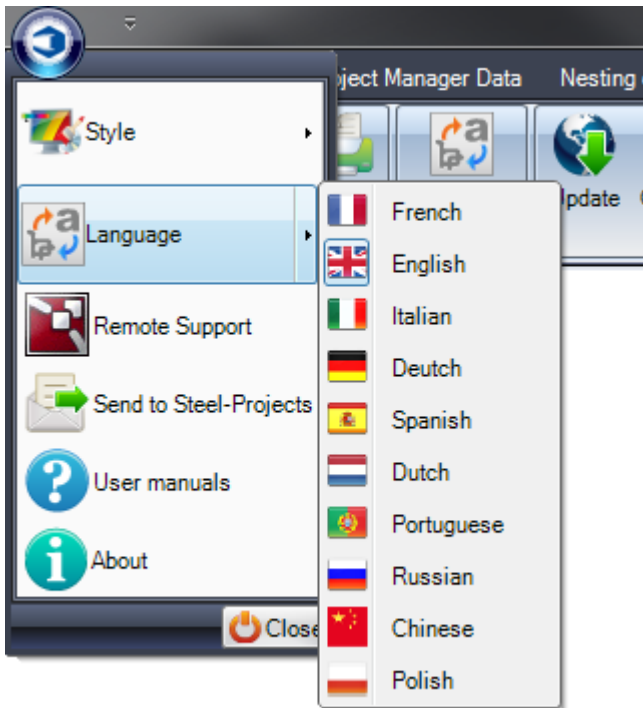 ject Manager Data
Nesting
Style
Language
Update
French
English
Italian
Remote Support
Deutch
Send to Steel-Projects
Spanish
User manuals
Dutch
Portuguese
About
Russian
Close
Chinese
Polish